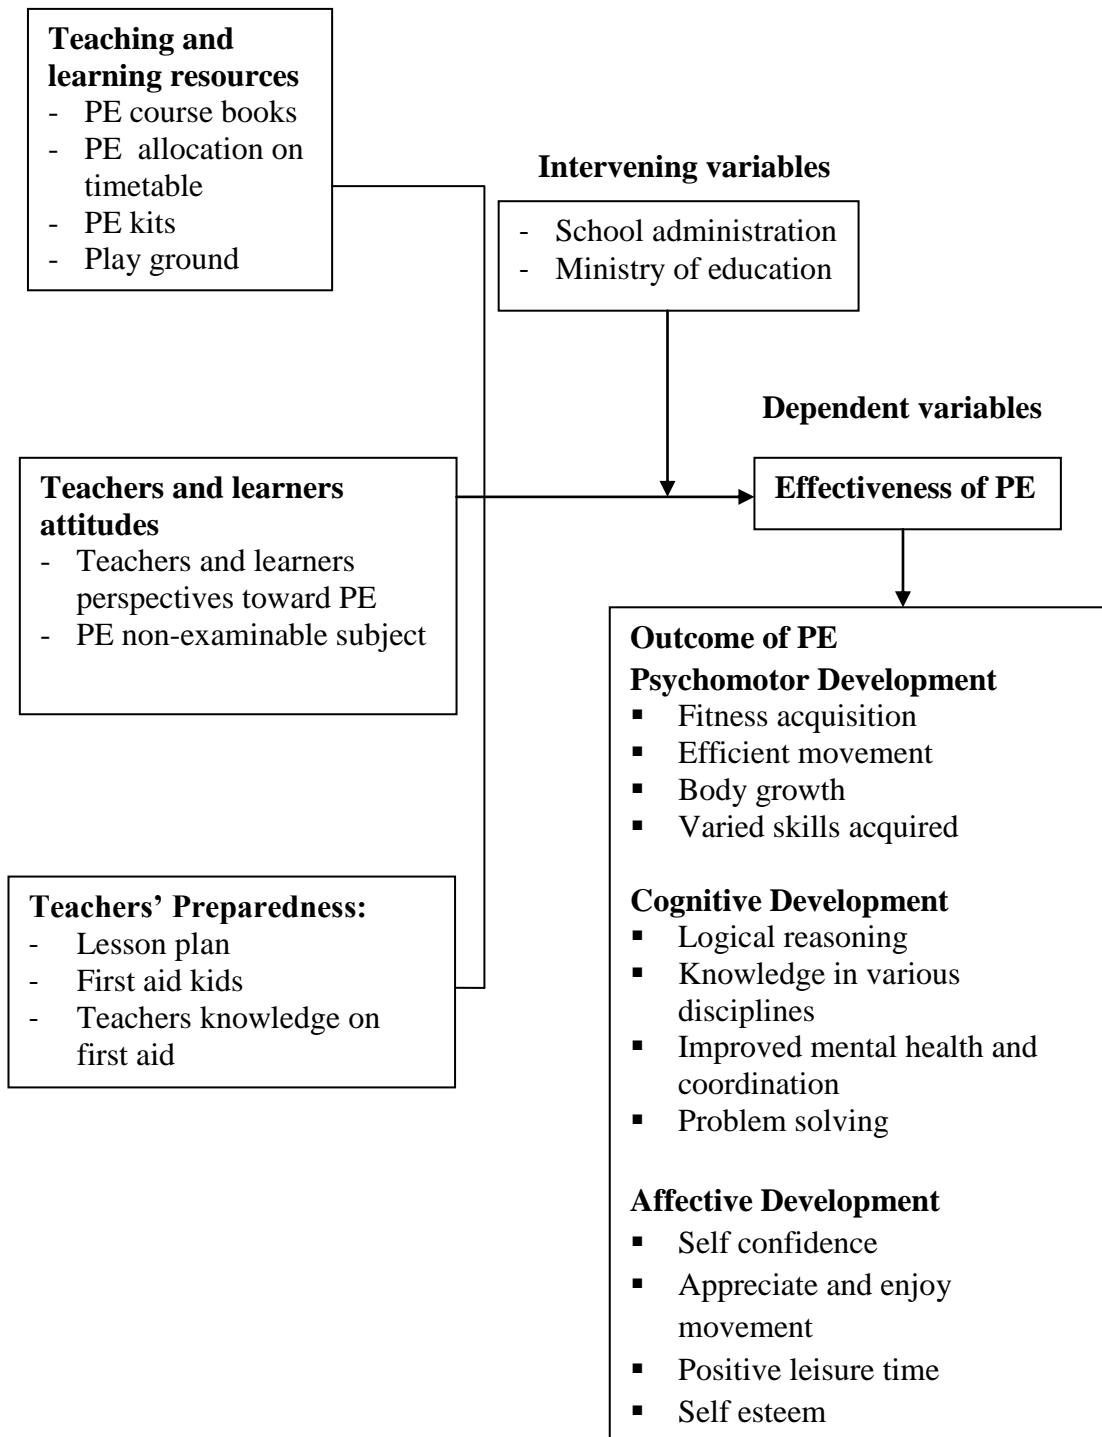 Teaching and
learning resources
- PE course books
- PE allocation on
timetable
- PE kits
- Play ground
Intervening variables
- School administration
- Ministry of education
Dependent variables
Teachers and learners
attitudes
- Teachers and learners
perspectives toward PE
- PE non-examinable subject
Effectiveness of PE
Teachers’ Preparedness:
- Lesson plan
- First aid kids
- Teachers knowledge on
first aid
Outcome of PE
Psychomotor Development
▪ Fitness acquisition
▪ Efficient movement
▪ Body growth
▪ Varied skills acquired
Cognitive Development
▪ Logical reasoning
▪ Knowledge in various
disciplines
▪ Improved mental health and
coordination
▪ Problem solving
Affective Development
▪ Self confidence
▪ Appreciate and enjoy
movement
▪ Positive leisure time
▪ Self esteem